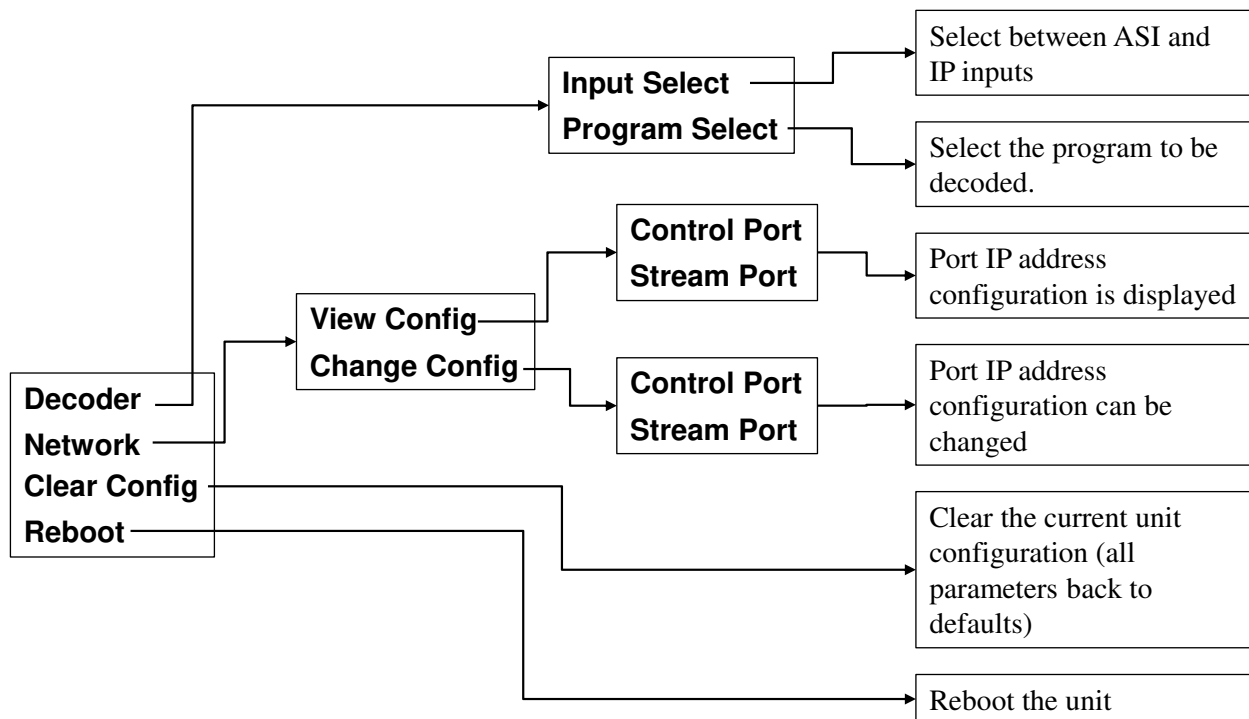 Select between ASI and
IP inputs
Input Select
Program Select
Select the program to be
decoded.
Control Port
Stream Port
Port IP address
configuration is displayed
View Config
Change Config
Control Port
Stream Port
Port IP address
configuration can be
changed
Decoder
Network
Clear Config
Reboot
Clear the current unit
configuration (all
parameters back to
defaults)
Reboot the unit